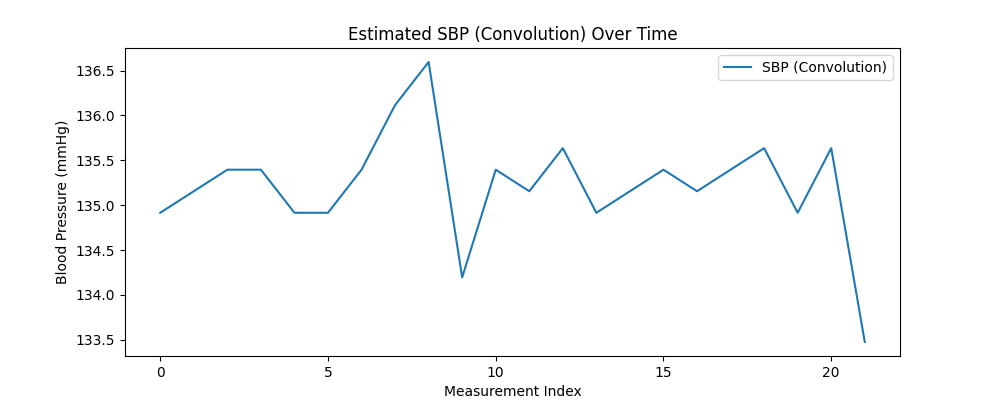 Estimated SBP (Convolution) Over Time
SBP (Convolution)
Blood Pressure (mmHg)
136.5
136.0
135.5
135.0
134.5
134.0
133.5
0 5 10 15 20
Measurement Index